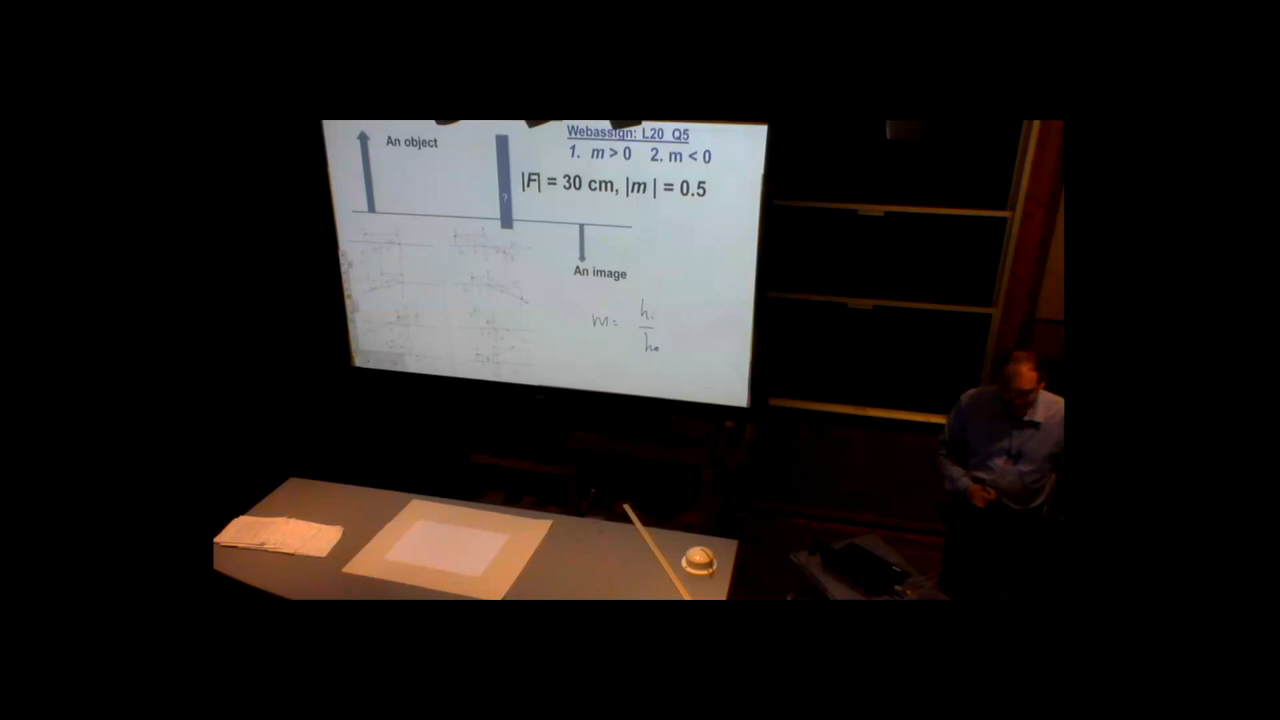 An object
Webassign: L20 Q5
1. m > 0 2. m < 0
|F| = 30 cm, |m | = 0.5
?
An image
m = hi
ho